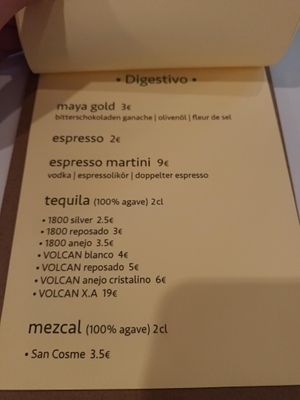 • Digestivo •
maya gold 3€
bitterschokoladen ganache | olivenöl | fleur de sel
espresso 2€
espresso martini 9€
vodka | espressolikör | doppelter espresso
tequila (100% agave) 2cl
• 1800 silver 2.5€
• 1800 reposado 3€
• 1800 anejo 3.5€
• VOLCAN blanco 4€
• VOLCAN reposado 5€
• VOLCAN anejo cristalino 6€
• VOLCAN X.A 19€
mezcal (100% agave) 2cl
• San Cosme 3.5€